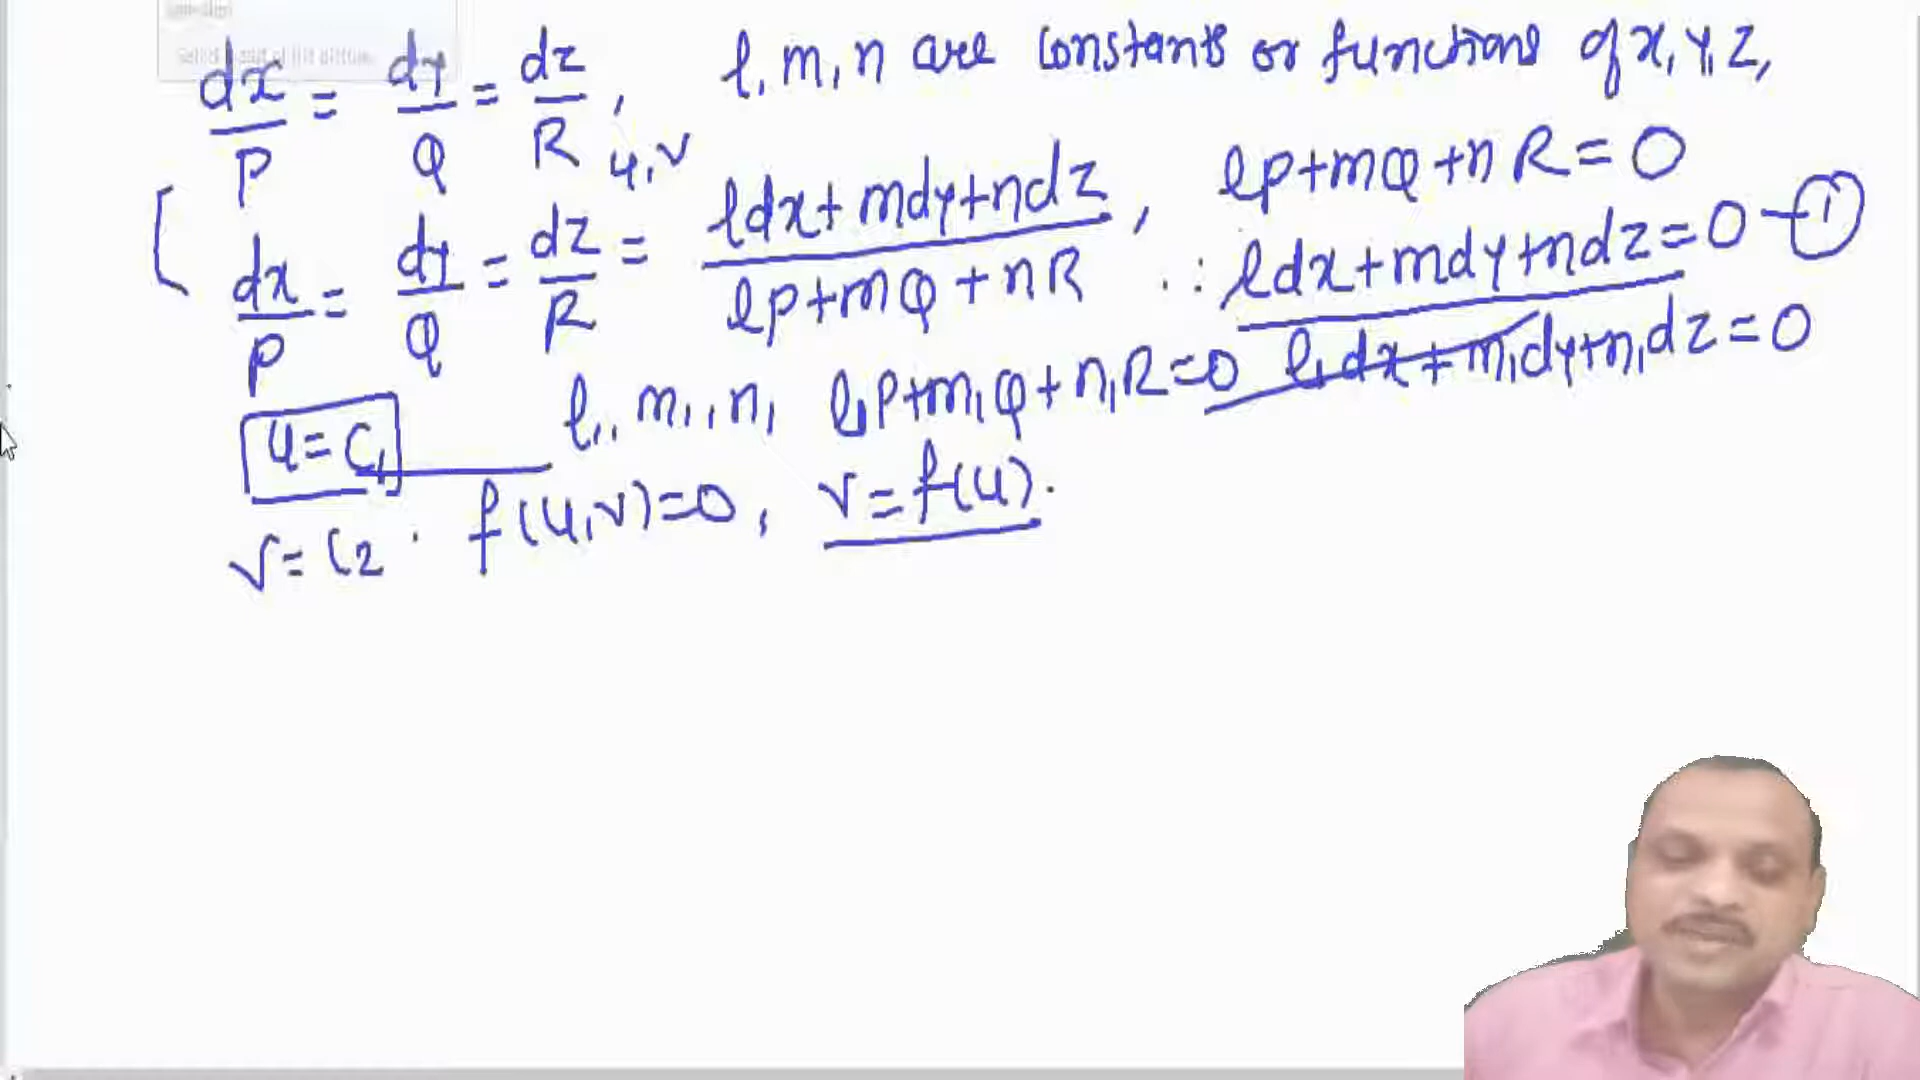 dx/P = dy/Q = dz/R, l, m, n are constants or functions of x, y, z,
u, v
dx/P = dy/Q = dz/R = ldx+mdy+ndz/lP+mQ+nR, lP+mQ+nR=0
∴ ldx+mdy+ndz=0 — ①
l₁, m₁, n₁ l₁P+m₁Q+n₁R=0 l₁dx+m₁dy+n₁dz=0
u=c₁
v=c₂. f(u,v)=0, v=f(u).